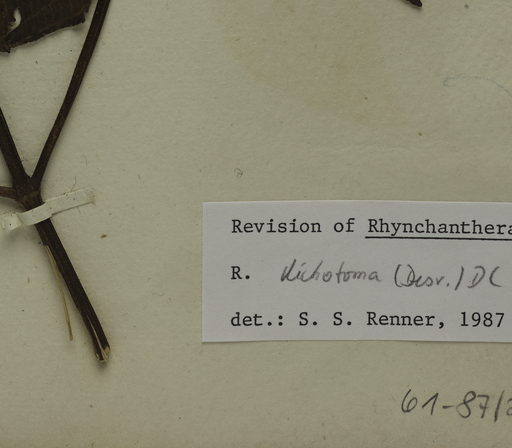 Revision of Rhynchanthera
R. dichotoma (Desr.) DC
det.: S. S. Renner, 1987
61-87/2